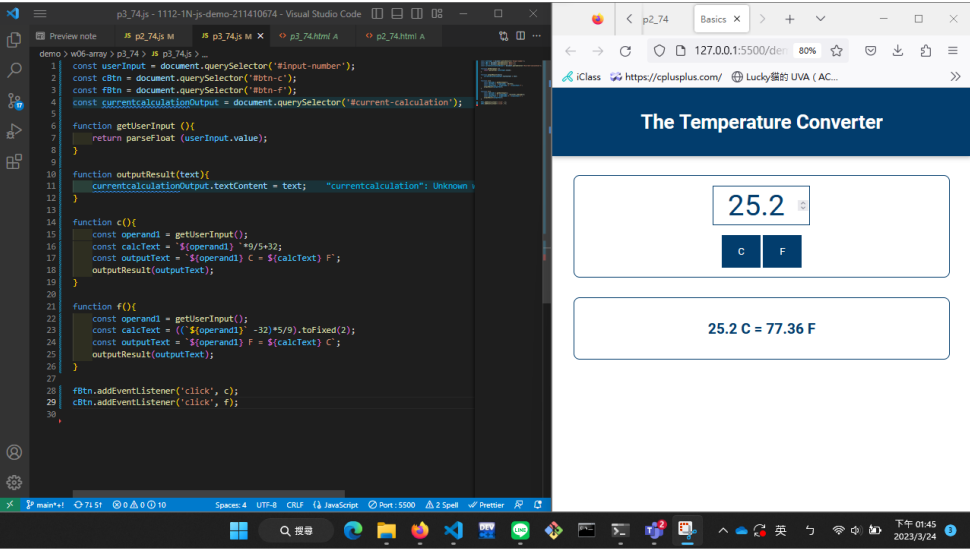 p3_74.js - 1112-1N-js-demo-211410674 - Visual Studio Code
Preview note
JS p2_74.js M
JS p3_74.js M ×
<> p3_74.html A
<> p2_74.html A
demo > w06-array > p3_74 > JS p3_74.js > ...
1 const userInput = document.querySelector('#input-number');
2 const cBtn = document.querySelector('#btn-c');
3 const fBtn = document.querySelector('#btn-f');
4 const currentcalculationOutput = document.querySelector('#current-calculation');
5
6 function getUserInput (){
7 return parseFloat (userInput.value);
8 }
9
10 function outputResult(text){
11 currentcalculationOutput.textContent = text; "currentcalculation": Unknown w
12 }
13
14 function c(){
15 const operand1 = getUserInput();
16 const calcText = `${operand1} `*9/5+32;
17 const outputText = `${operand1} C = ${calcText} F`;
18 outputResult(outputText);
19 }
20
21 function f(){
22 const operand1 = getUserInput();
23 const calcText = ((`${operand1}` -32)*5/9).toFixed(2);
24 const outputText = `${operand1} F = ${calcText} C`;
25 outputResult(outputText);
26 }
27
28 fBtn.addEventListener('click', c);
29 cBtn.addEventListener('click', f);
30
main*+!
7↓ 5↑
0 0 10
Spaces: 4
UTF-8
CRLF
{} JavaScript
Port : 5500
2 Spell
Prettier
p2_74
Basics ×
127.0.0.1:5500/den
80%
iClass
https://cplusplus.com/
Lucky貓的 UVA ( AC...
The Temperature Converter
25.2
C
F
25.2 C = 77.36 F
搜尋
英
下午 01:45
2023/3/24
3